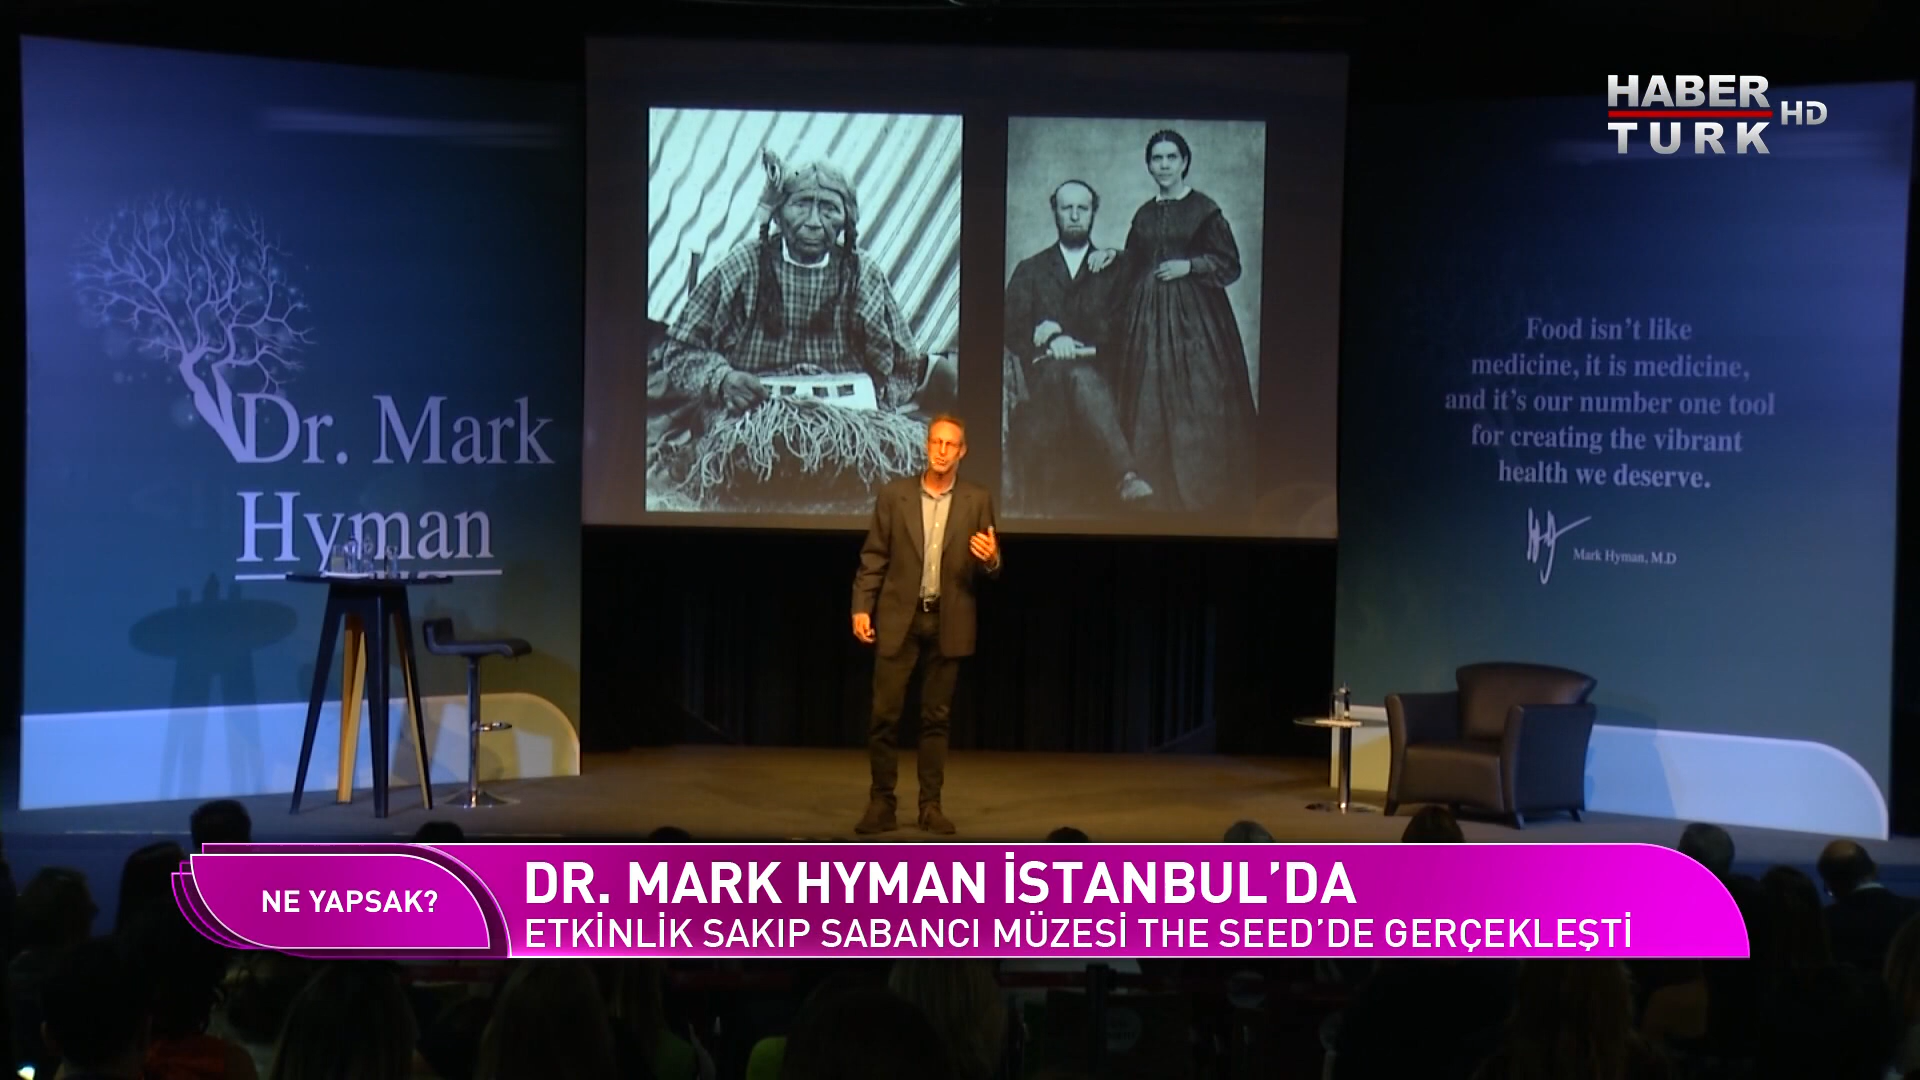 HABER
TURK HD
Dr. Mark
Hyman
Food isn't like
medicine, it is medicine,
and it's our number one tool
for creating the vibrant
health we deserve.
Mark Hyman, M.D
NE YAPSAK?
DR. MARK HYMAN İSTANBUL'DA
ETKİNLİK SAKIP SABANCI MÜZESİ THE SEED'DE GERÇEKLEŞTİ